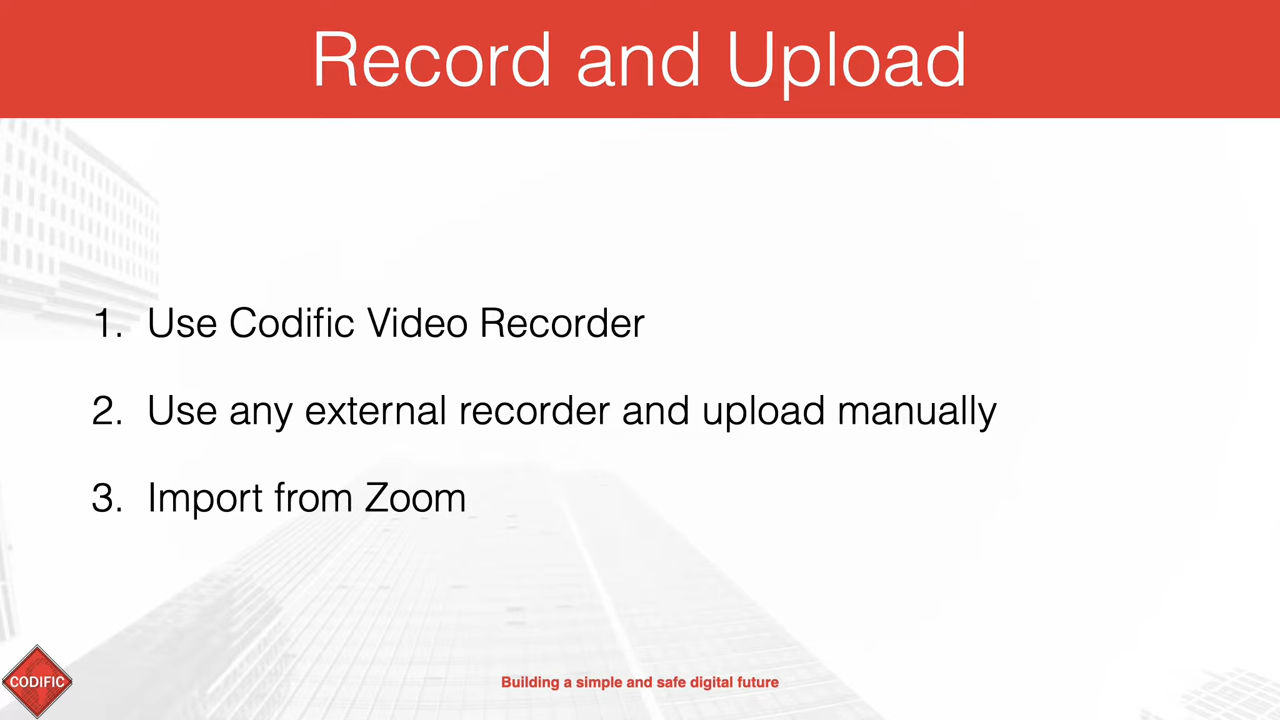 Record and Upload
1. Use Codific Video Recorder
2. Use any external recorder and upload manually
3. Import from Zoom
CODIFIC
Building a simple and safe digital future